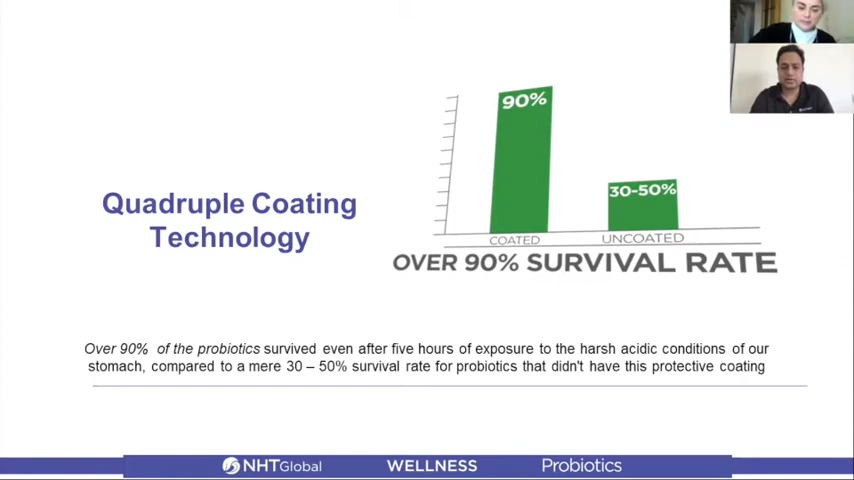 Quadruple Coating
Technology
90%
30-50%
COATED
UNCOATED
OVER 90% SURVIVAL RATE
Over 90% of the probiotics survived even after five hours of exposure to the harsh acidic conditions of our
stomach, compared to a mere 30 – 50% survival rate for probiotics that didn't have this protective coating
NHTGlobal
WELLNESS
Probiotics